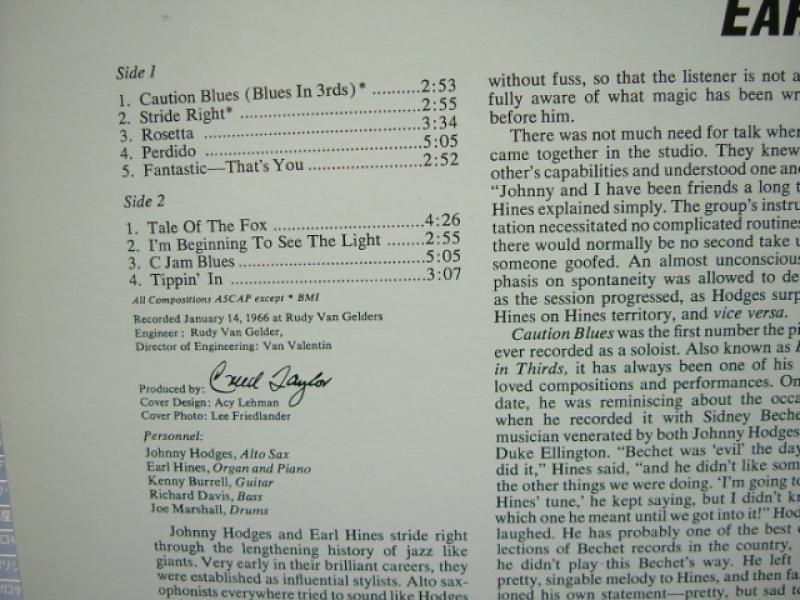 Side 1
1. Caution Blues (Blues In 3rds)* ..........2:53
2. Stride Right* ..........2:55
3. Rosetta ..........3:34
4. Perdido ..........5:05
5. Fantastic—That's You ..........2:52
Side 2
1. Tale Of The Fox ..........4:26
2. I'm Beginning To See The Light ........2:55
3. C Jam Blues ..........5:05
4. Tippin' In ..........3:07
All Compositions ASCAP except * BMI
Recorded January 14, 1966 at Rudy Van Gelders
Engineer: Rudy Van Gelder,
Director of Engineering: Van Valentin
Produced by: Creed Taylor
Cover Design: Acy Lehman
Cover Photo: Lee Friedlander
Personnel:
Johnny Hodges, Alto Sax
Earl Hines, Organ and Piano
Kenny Burrell, Guitar
Richard Davis, Bass
Joe Marshall, Drums
Johnny Hodges and Earl Hines stride right
through the lengthening history of jazz like
giants. Very early in their brilliant careers, they
were established as influential stylists. Alto sax-
ophonists everywhere tried to sound like Hodges
EAR
without fuss, so that the listener is not a
fully aware of what magic has been wr
before him.
There was not much need for talk when
came together in the studio. They knew
other's capabilities and understood one and
"Johnny and I have been friends a long t
Hines explained simply. The group's instru
tation necessitated no complicated routines
there would normally be no second take u
someone goofed. An almost unconscious
phasis on spontaneity was allowed to de
as the session progressed, as Hodges surp
Hines on Hines territory, and vice versa.
Caution Blues was the first number the pi
ever recorded as a soloist. Also known as B
in Thirds, it has always been one of his
loved compositions and performances. On
date, he was reminiscing about the occa
when he recorded it with Sidney Beche
musician venerated by both Johnny Hodges
Duke Ellington. "Bechet was 'evil' the day
did it," Hines said, "and he didn't like som
the other things we were doing. 'I'm going to
Hines' tune,' he kept saying, but I didn't kn
which one he meant until we got into it!" Hod
laughed. He has probably one of the best c
lections of Bechet records in the country,
he didn't play this Bechet's way. He left
pretty, singable melody to Hines, and then fa
ioned his own statement—pretty, but sad to